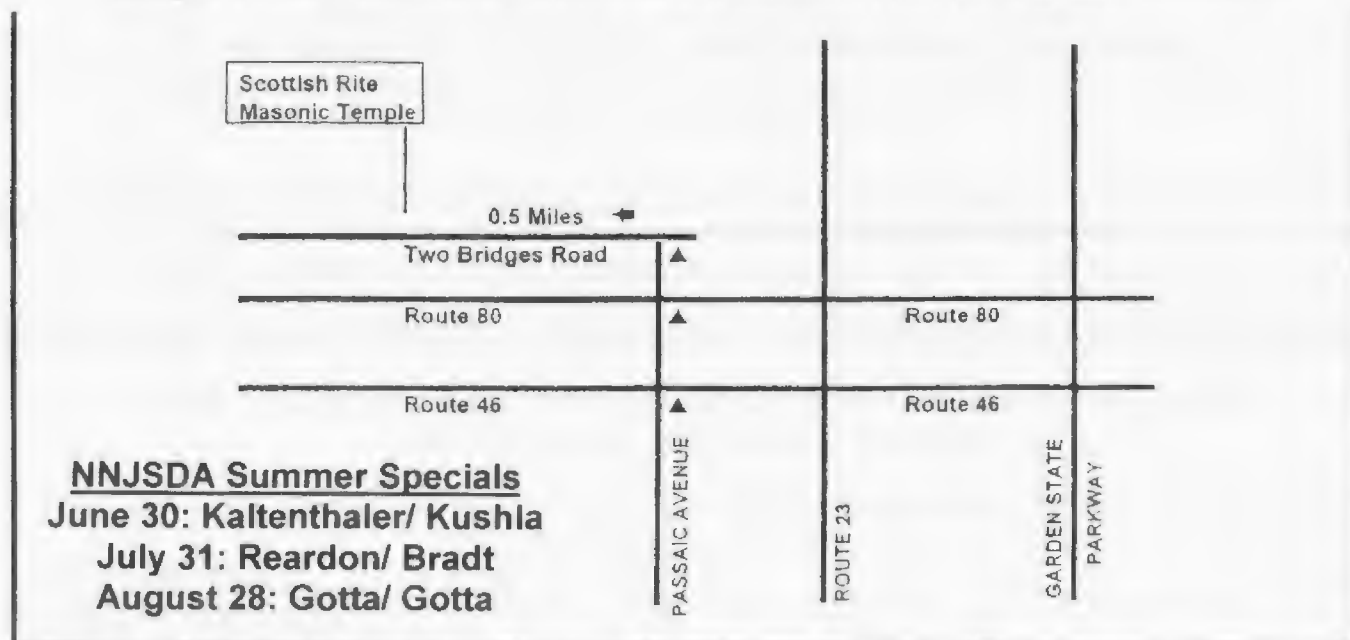 Scottish Rite
Masonic Temple
0.5 Miles
Two Bridges Road
Route 80
Route 80
Route 46
Route 46
PASSAIC AVENUE
ROUTE 23
GARDEN STATE
PARKWAY
NNJSDA Summer Specials
June 30: Kaltenthaler/ Kushla
July 31: Reardon/ Bradt
August 28: Gotta/ Gotta